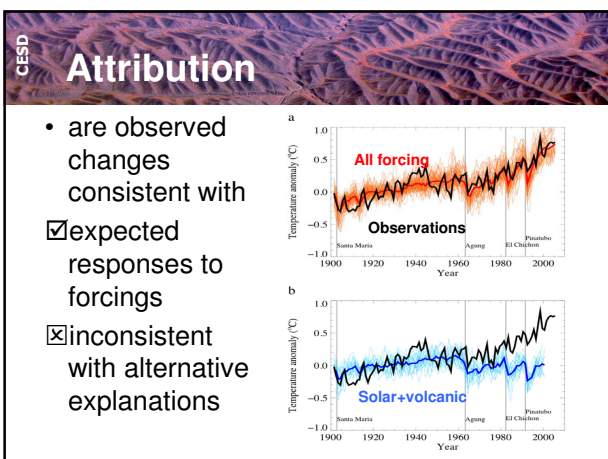 CESD
Attribution
• are observed
changes
consistent with
☑expected
responses to
forcings
☒inconsistent
with alternative
explanations
a
1.0
0.5
0.0
−0.5
−1.0
Temperature anomaly (°C)
All forcing
Observations
Santa Maria
Agung
El Chichon
Pinatubo
1900 1920 1940 1960 1980 2000
Year
b
1.0
0.5
0.0
−0.5
−1.0
Temperature anomaly (°C)
Solar+volcanic
Santa Maria
Agung
El Chichon
Pinatubo
1900 1920 1940 1960 1980 2000
Year